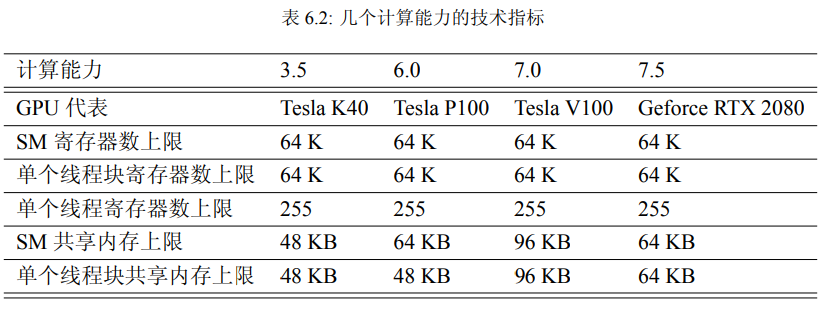 表 6.2: 几个计算能力的技术指标
计算能力 3.5 6.0 7.0 7.5
GPU 代表 Tesla K40 Tesla P100 Tesla V100 Geforce RTX 2080
SM 寄存器数上限 64 K 64 K 64 K 64 K
单个线程块寄存器数上限 64 K 64 K 64 K 64 K
单个线程寄存器数上限 255 255 255 255
SM 共享内存上限 48 KB 64 KB 96 KB 64 KB
单个线程块共享内存上限 48 KB 48 KB 96 KB 64 KB